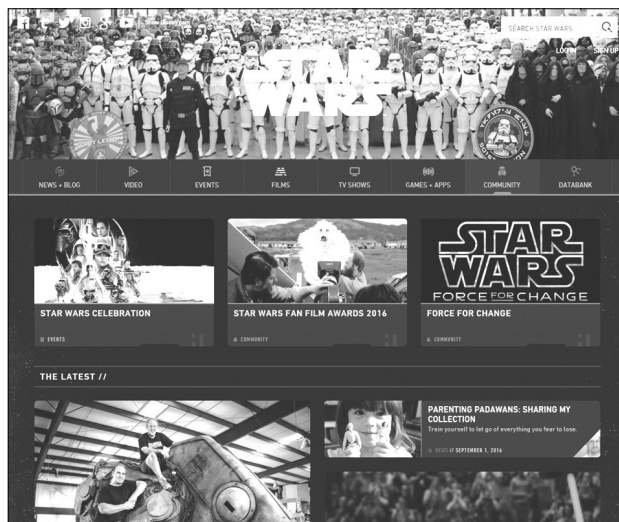 SEARCH STAR WARS
LOG IN
SIGN UP
STAR
WARS
NEWS + BLOG
VIDEO
EVENTS
FILMS
TV SHOWS
GAMES + APPS
COMMUNITY
DATABANK
STAR WARS CELEBRATION
EVENTS
STAR WARS FAN FILM AWARDS 2016
COMMUNITY
STAR
WARS
FORCE FOR CHANGE
FORCE FOR CHANGE
COMMUNITY
THE LATEST //
PARENTING PADAWANS: SHARING MY
COLLECTION
Train yourself to let go of everything you fear to lose.
NEWS // SEPTEMBER 1, 2016